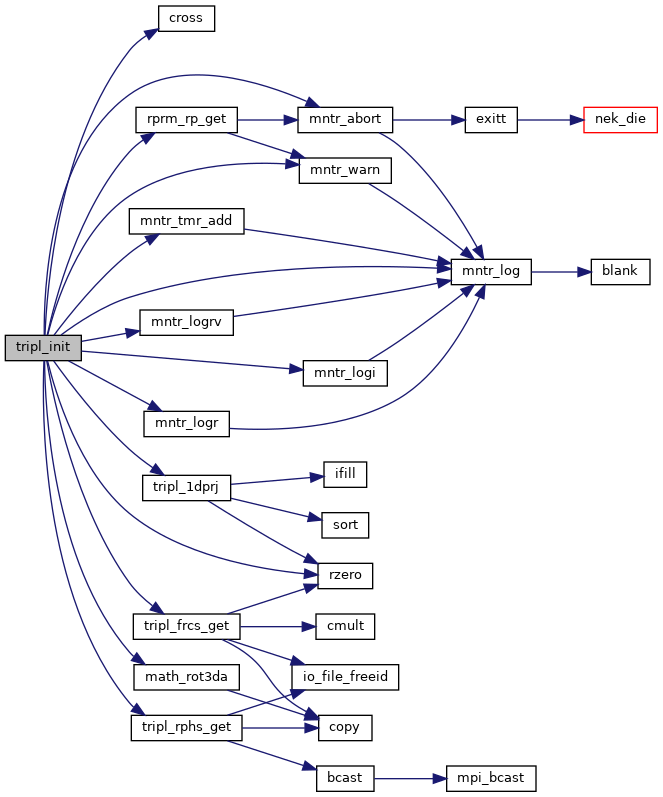 cross
rprm_rp_get
mntr_abort
exitt
nek_die
mntr_warn
mntr_tmr_add
mntr_log
blank
mntr_logrv
tripl_init
mntr_logi
mntr_logr
ifill
tripl_1dprj
sort
rzero
tripl_frcs_get
cmult
math_rot3da
io_file_freeid
tripl_rphs_get
copy
bcast
mpi_bcast